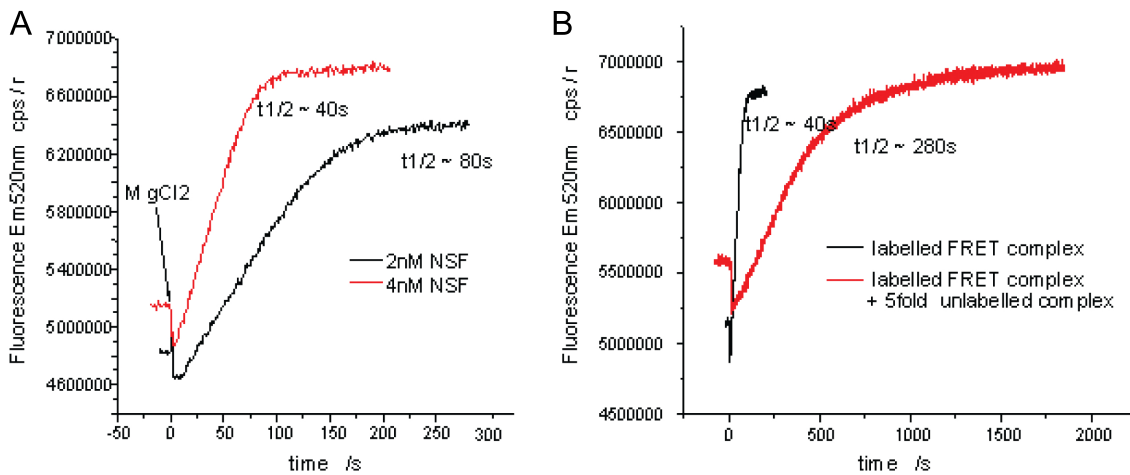 A
Fluorescence Em520nm cps / r
7000000
6600000
6200000
5800000
5400000
5000000
4600000
M gCl2
t1/2 ~ 40s
t1/2 ~ 80s
2nM NSF
4nM NSF
-50 0 50 100 150 200 250 300
time /s
B
Fluorescence Em520nm cps / r
7000000
6500000
6000000
5500000
5000000
4500000
t1/2 ~ 40s
t1/2 ~ 280s
labelled FRET complex
labelled FRET complex
+ 5fold unlabelled complex
0 500 1000 1500 2000
time /s